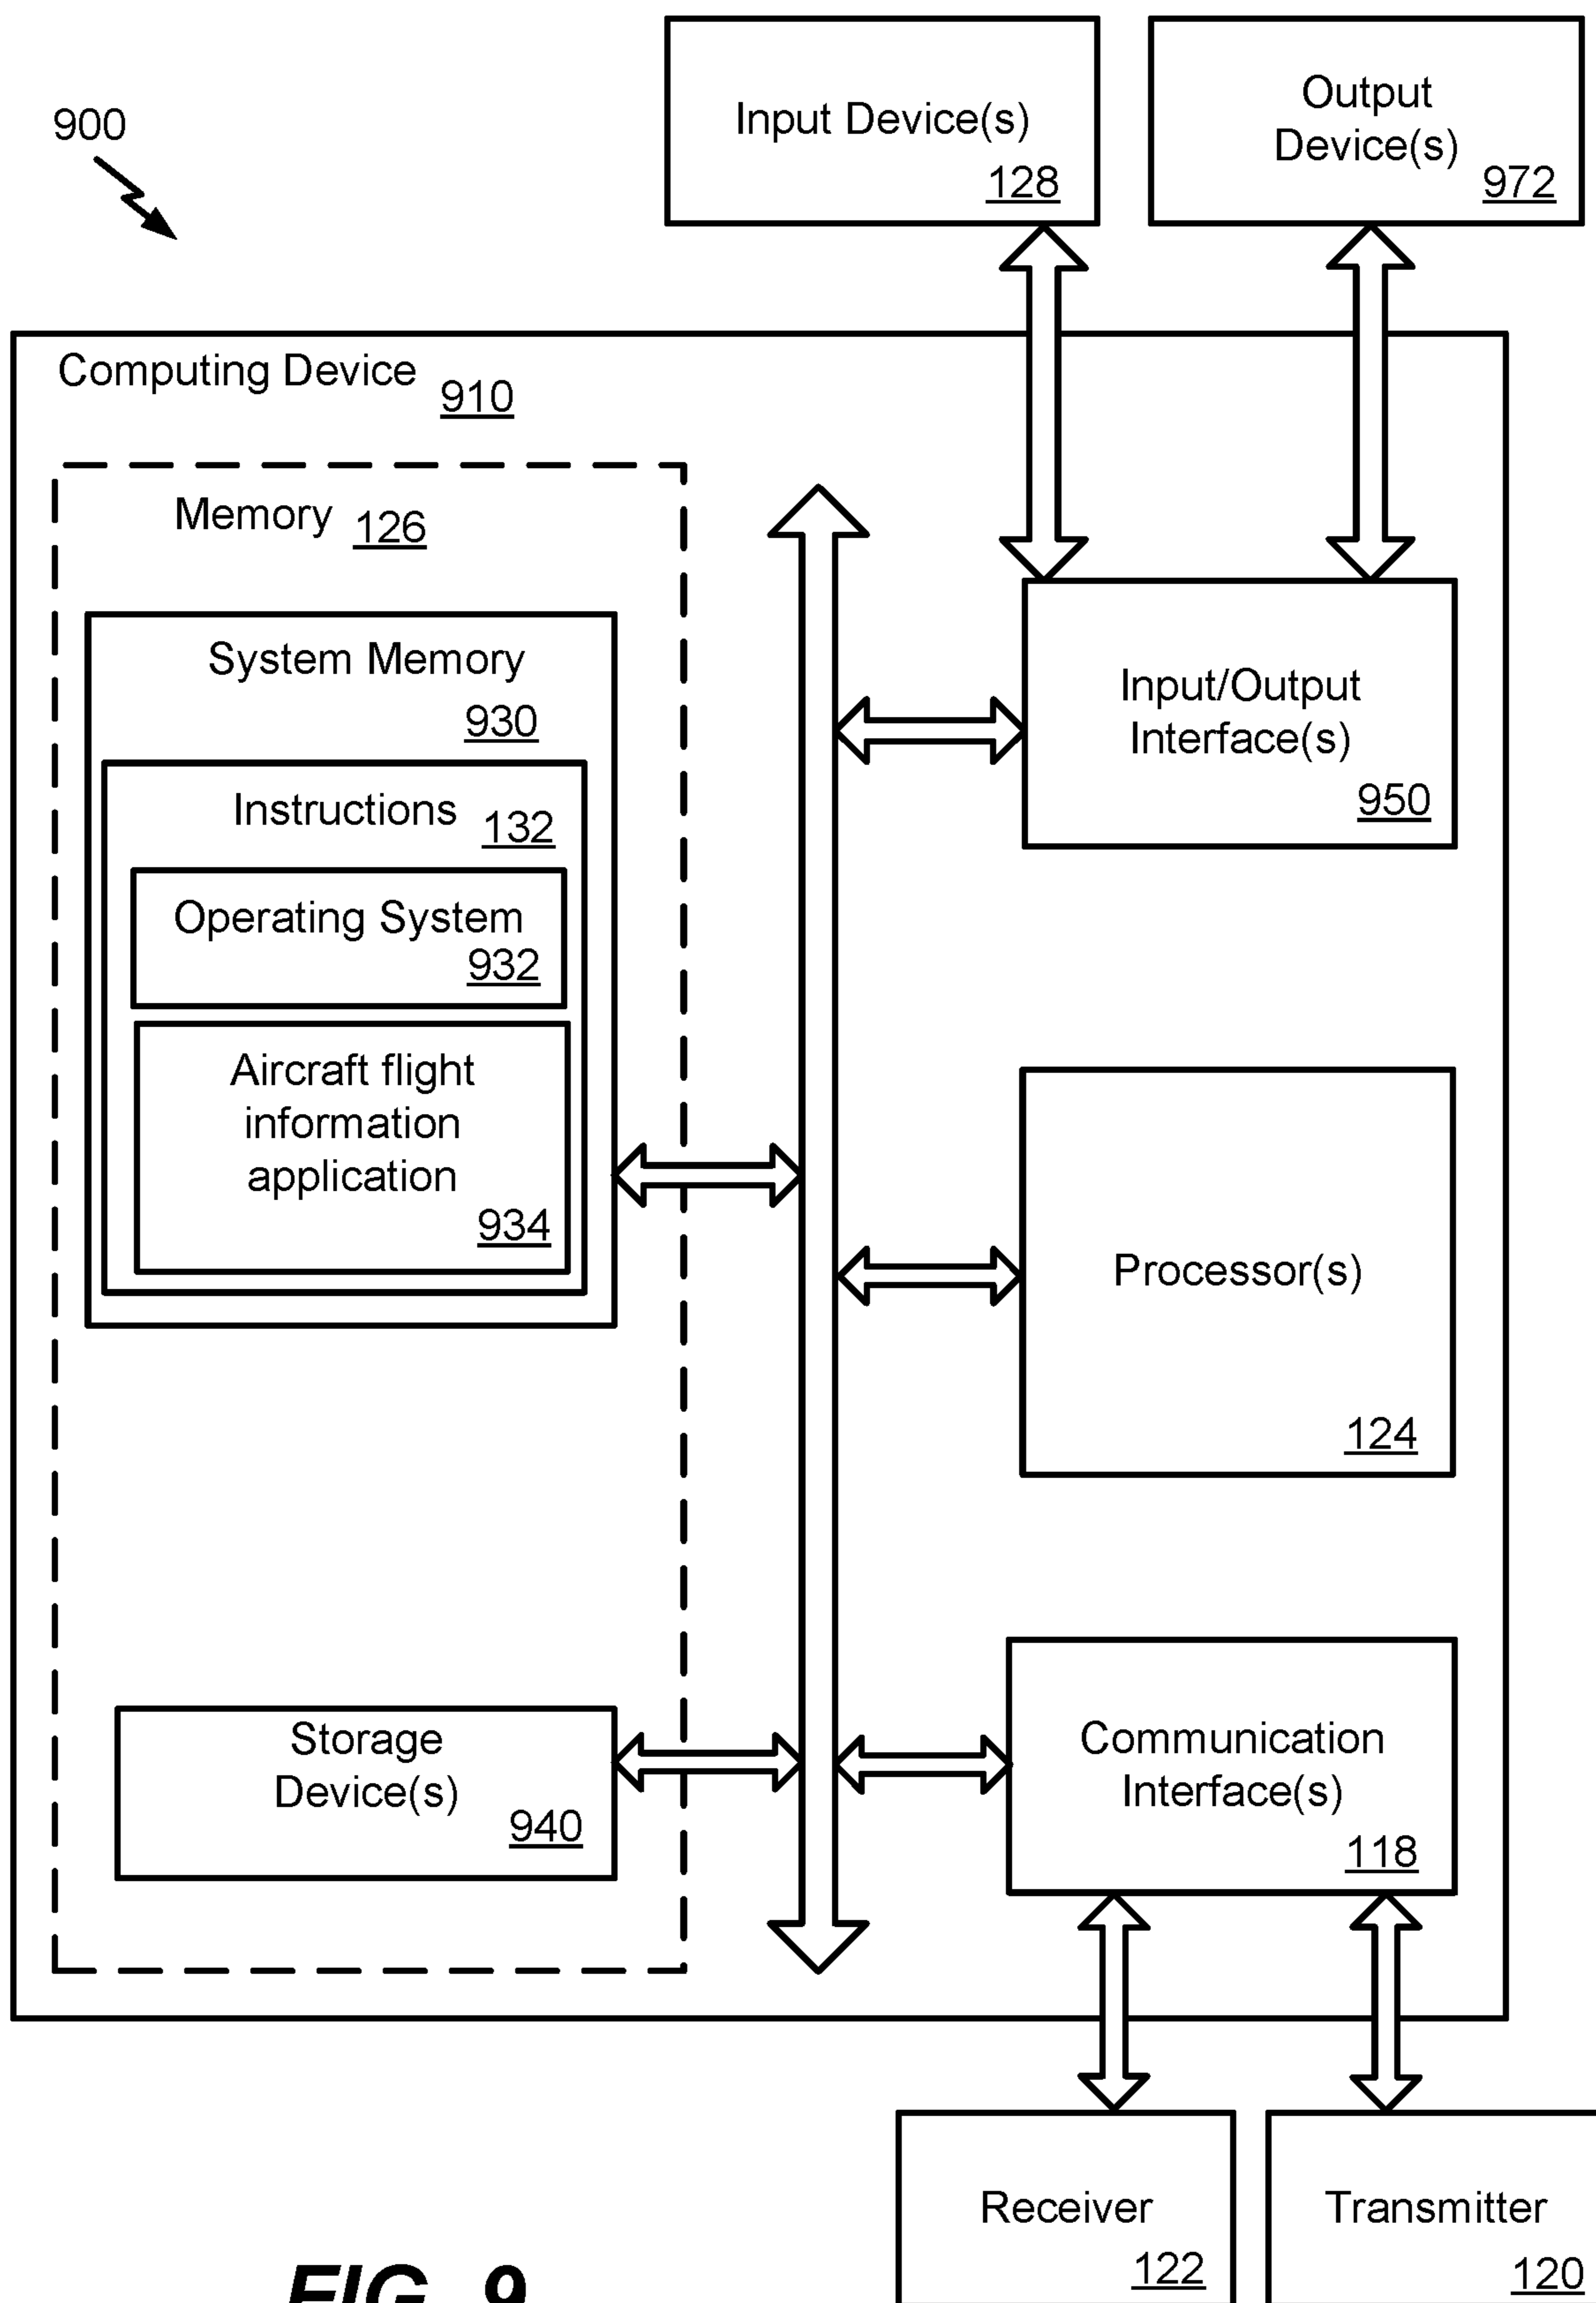 900
Input Device(s)
128
Output
Device(s)
972
Computing Device
910
Memory
126
System Memory
930
Instructions
132
Operating System
932
Aircraft flight
information
application
934
Storage
Device(s)
940
Input/Output
Interface(s)
950
Processor(s)
124
Communication
Interface(s)
118
Receiver
122
Transmitter
120
FIG. 9